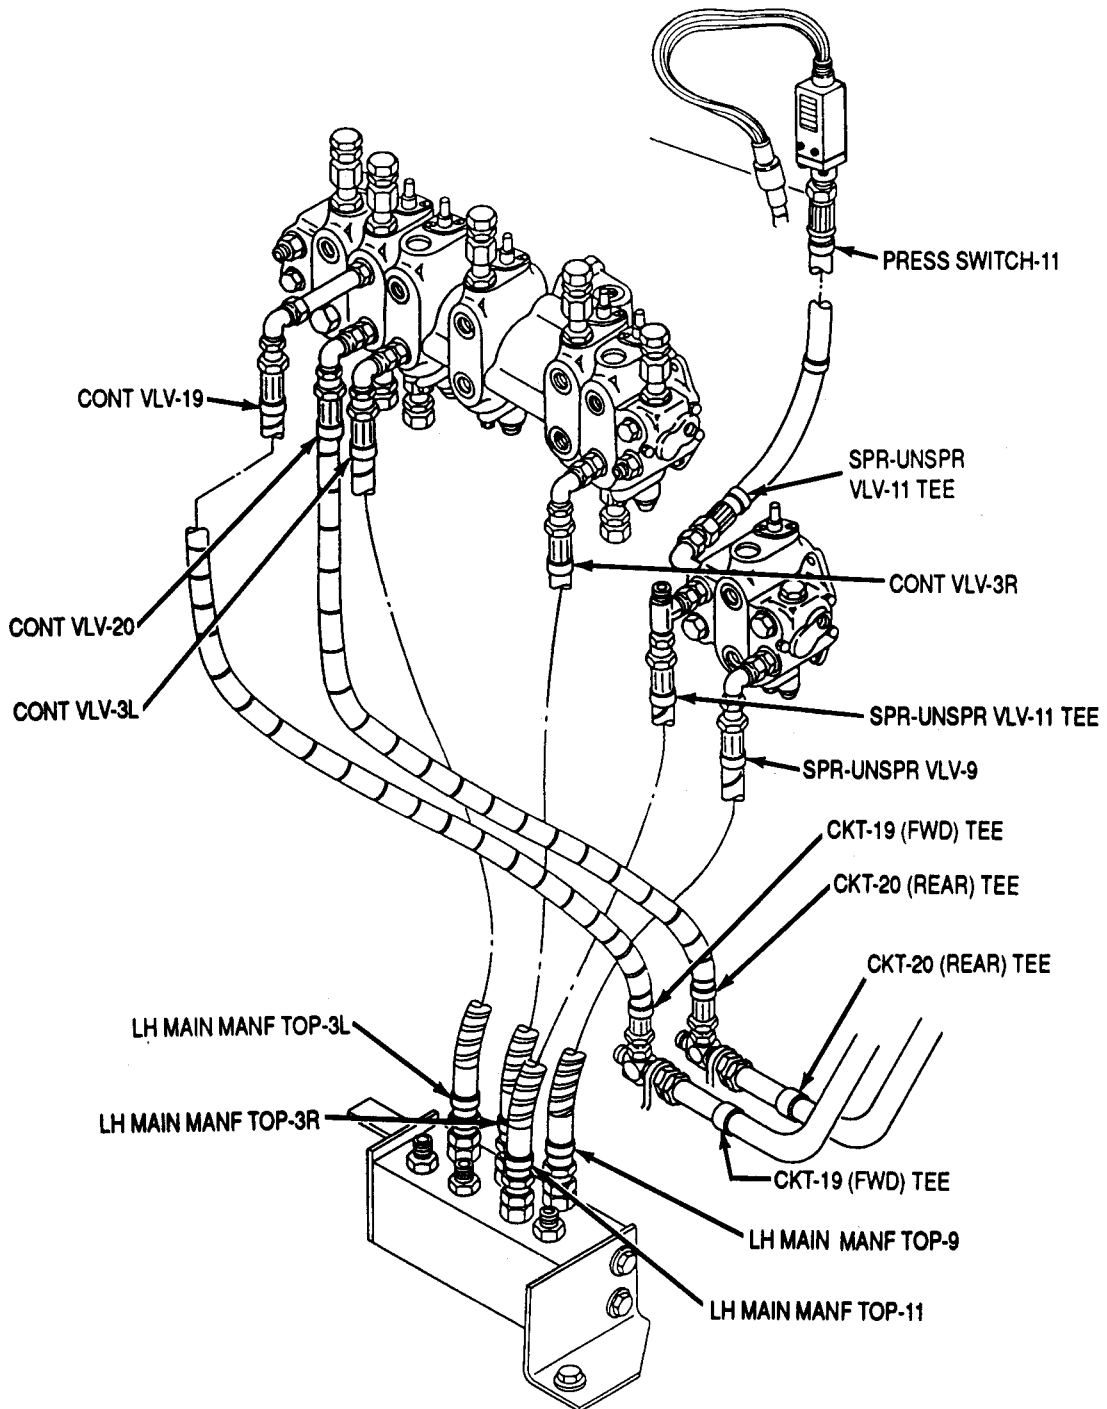 PRESS SWITCH-11
CONT VLV-19
SPR-UNSPR
VLV-11 TEE
CONT VLV-3R
CONT VLV-20
CONT VLV-3L
SPR-UNSPR VLV-11 TEE
SPR-UNSPR VLV-9
CKT-19 (FWD) TEE
CKT-20 (REAR) TEE
CKT-20 (REAR) TEE
LH MAIN MANF TOP-3L
LH MAIN MANF TOP-3R
CKT-19 (FWD) TEE
LH MAIN MANF TOP-9
LH MAIN MANF TOP-11